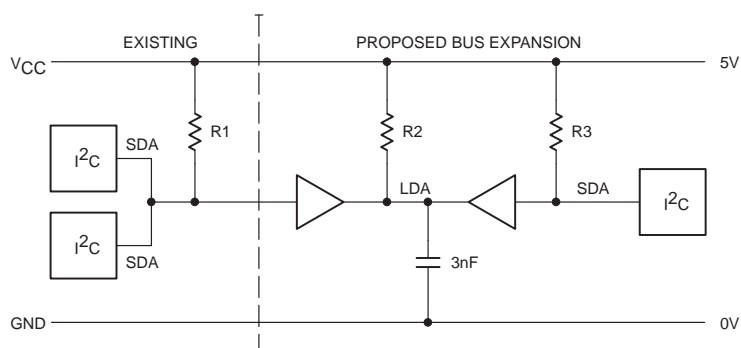 EXISTING
PROPOSED BUS EXPANSION
VCC
5V
R1
R2
R3
SDA
I2C
LDA
SDA
I2C
I2C
SDA
3nF
GND
0V